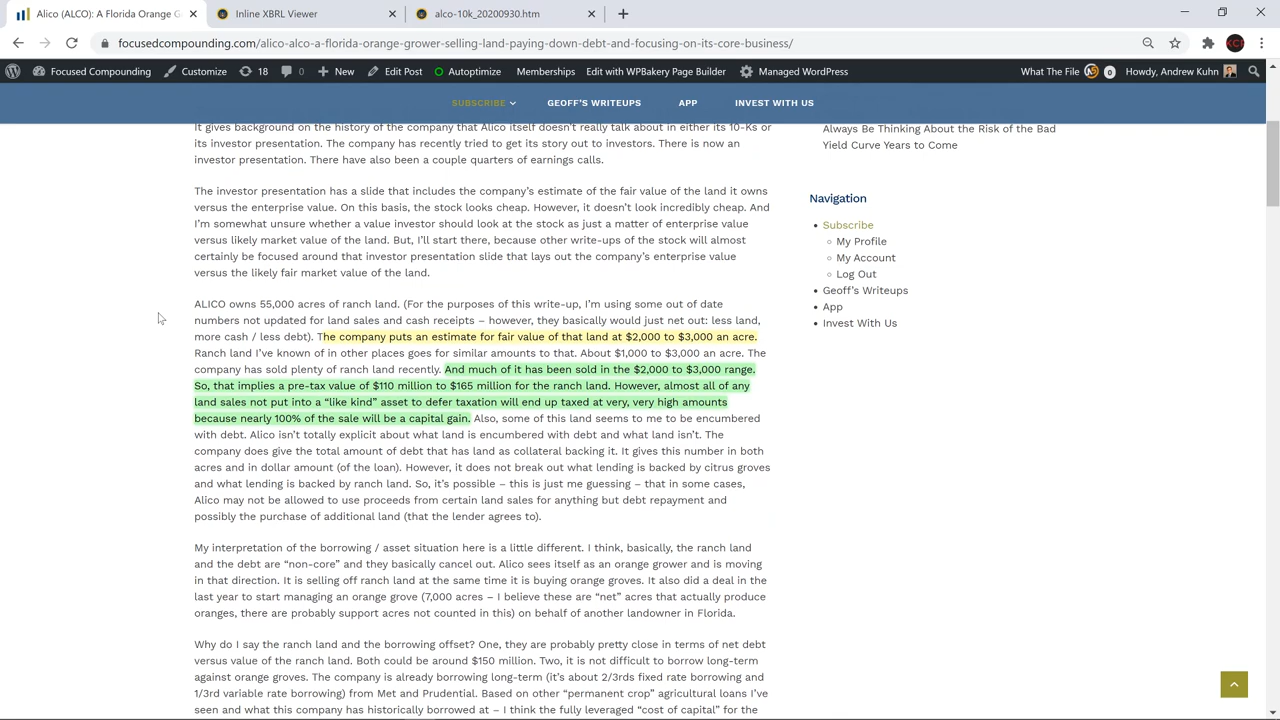 Alico (ALCO): A Florida Orange G
Inline XBRL Viewer
alco-10k_20200930.htm
focusedcompounding.com/alico-alco-a-florida-orange-grower-selling-land-paying-down-debt-and-focusing-on-its-core-business/
Focused Compounding
Customize
18
0
New
Edit Post
Autoptimize
Memberships
Edit with WPBakery Page Builder
Managed WordPress
What The File
0
Howdy, Andrew Kuhn
SUBSCRIBE
GEOFF'S WRITEUPS
APP
INVEST WITH US
It gives background on the history of the company that Alico itself doesn't really talk about in either its 10-Ks or
its investor presentation. The company has recently tried to get its story out to investors. There is now an
investor presentation. There have also been a couple quarters of earnings calls.
The investor presentation has a slide that includes the company's estimate of the fair value of the land it owns
versus the enterprise value. On this basis, the stock looks cheap. However, it doesn't look incredibly cheap. And
I'm somewhat unsure whether a value investor should look at the stock as just a matter of enterprise value
versus likely market value of the land. But, I'll start there, because other write-ups of the stock will almost
certainly be focused around that investor presentation slide that lays out the company's enterprise value
versus the likely fair market value of the land.
ALICO owns 55,000 acres of ranch land. (For the purposes of this write-up, I'm using some out of date
numbers not updated for land sales and cash receipts – however, they basically would just net out: less land,
more cash / less debt). The company puts an estimate for fair value of that land at $2,000 to $3,000 an acre.
Ranch land I've known of in other places goes for similar amounts to that. About $1,000 to $3,000 an acre. The
company has sold plenty of ranch land recently. And much of it has been sold in the $2,000 to $3,000 range.
So, that implies a pre-tax value of $110 million to $165 million for the ranch land. However, almost all of any
land sales not put into a “like kind” asset to defer taxation will end up taxed at very, very high amounts
because nearly 100% of the sale will be a capital gain. Also, some of this land seems to me to be encumbered
with debt. Alico isn't totally explicit about what land is encumbered with debt and what land isn't. The
company does give the total amount of debt that has land as collateral backing it. It gives this number in both
acres and in dollar amount (of the loan). However, it does not break out what lending is backed by citrus groves
and what lending is backed by ranch land. So, it's possible – this is just me guessing – that in some cases,
Alico may not be allowed to use proceeds from certain land sales for anything but debt repayment and
possibly the purchase of additional land (that the lender agrees to).
My interpretation of the borrowing / asset situation here is a little different. I think, basically, the ranch land
and the debt are “non-core” and they basically cancel out. Alico sees itself as an orange grower and is moving
in that direction. It is selling off ranch land at the same time it is buying orange groves. It also did a deal in the
last year to start managing an orange grove (7,000 acres – I believe these are “net” acres that actually produce
oranges, there are probably support acres not counted in this) on behalf of another landowner in Florida.
Why do I say the ranch land and the borrowing offset? One, they are probably pretty close in terms of net debt
versus value of the ranch land. Both could be around $150 million. Two, it is not difficult to borrow long-term
against orange groves. The company is already borrowing long-term (it's about 2/3rds fixed rate borrowing and
1/3rd variable rate borrowing) from Met and Prudential. Based on other “permanent crop” agricultural loans I've
seen and what this company has historically borrowed at – I think the fully leveraged “cost of capital” for the
Always Be Thinking About the Risk of the Bad
Yield Curve Years to Come
Navigation
Subscribe
My Profile
My Account
Log Out
Geoff's Writeups
App
Invest With Us